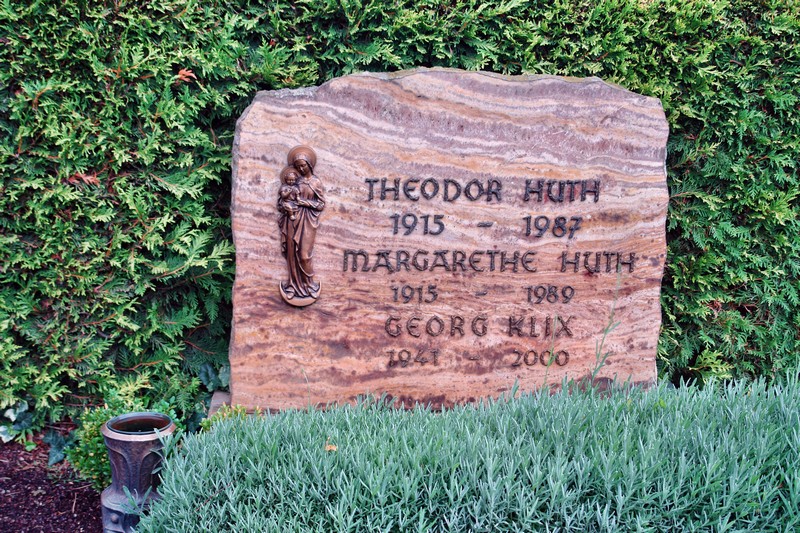 THEODOR HUTH
1915 - 1987
MARGARETHE HUTH
1915 - 1989
GEORG KLIX
1941 - 2000